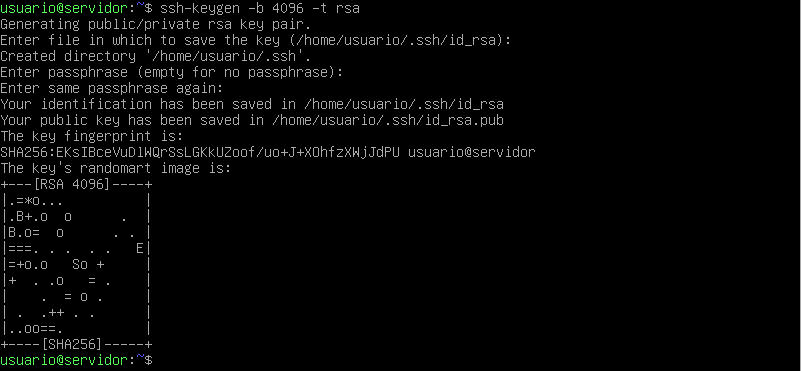 usuario@servidor:~$ ssh-keygen -b 4096 -t rsa
Generating public/private rsa key pair.
Enter file in which to save the key (/home/usuario/.ssh/id_rsa):
Created directory '/home/usuario/.ssh'.
Enter passphrase (empty for no passphrase):
Enter same passphrase again:
Your identification has been saved in /home/usuario/.ssh/id_rsa
Your public key has been saved in /home/usuario/.ssh/id_rsa.pub
The key fingerprint is:
SHA256:EKsIBceVuDlWQrSsLGKkUZoof/uo+J+XOhfzXWjJdPU usuario@servidor
The key's randomart image is:
+---[RSA 4096]----+
|.=*o...          |
|.B+.o  o      .  |
|B.o=  o      . . |
|===. . .  . .   E|
|=+o.o   So +     |
|+  . .o   = .    |
|    .  = o .     |
| .  .++ . .      |
|..oo==.          |
+----[SHA256]-----+
usuario@servidor:~$